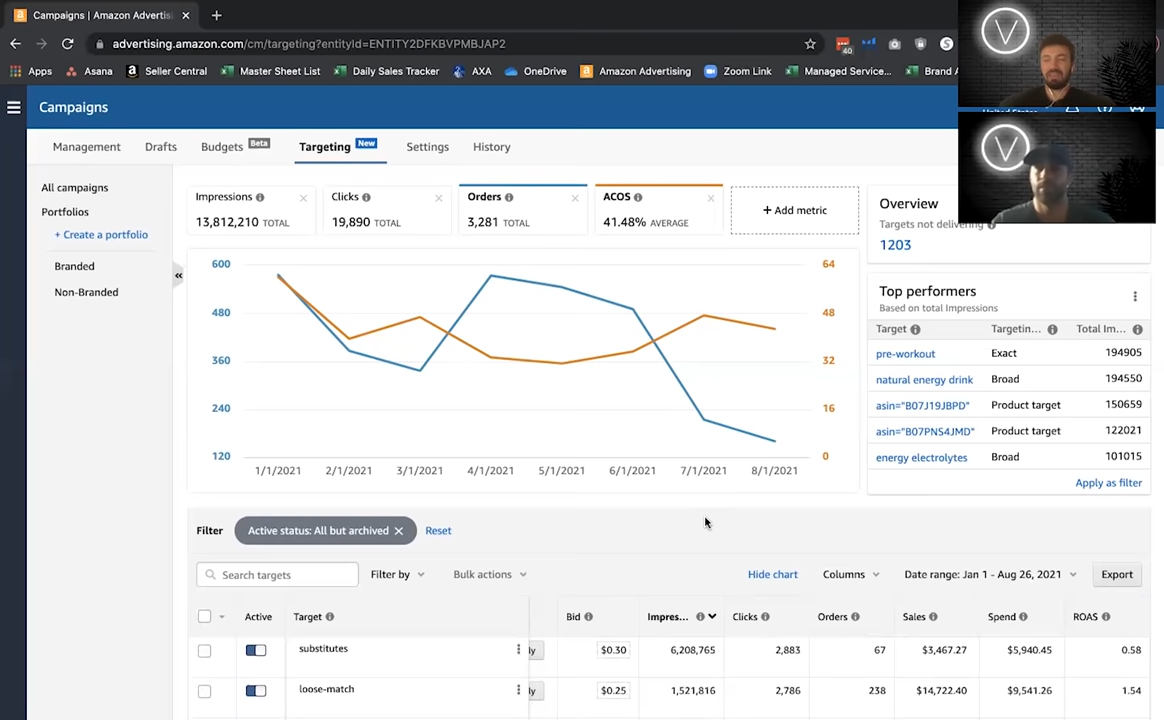 Campaigns | Amazon Advertisi
advertising.amazon.com/cm/targeting?entityId=ENTITY2DFKBVPMBJAP2
40
S
Apps Asana Seller Central Master Sheet List Daily Sales Tracker AXA OneDrive Amazon Advertising Zoom Link Managed Service... Brand A
V
V
Campaigns
Management Drafts Budgets Beta Targeting New Settings History
All campaigns
Portfolios
+ Create a portfolio
Branded
Non-Branded
«
Impressions
13,812,210 TOTAL
Clicks
19,890 TOTAL
Orders
3,281 TOTAL
ACOS
41.48% AVERAGE
+ Add metric
600 64
480 48
360 32
240 16
120 0
1/1/2021 2/1/2021 3/1/2021 4/1/2021 5/1/2021 6/1/2021 7/1/2021 8/1/2021
Overview
Targets not delivering
1203
Top performers
Based on total Impressions
Target Targetin... Total Im...
pre-workout Exact 194905
natural energy drink Broad 194550
asin="B07J19JBPD" Product target 150659
asin="B07PNS4JMD" Product target 122021
energy electrolytes Broad 101015
Apply as filter
Filter Active status: All but archived Reset
Search targets Filter by Bulk actions Hide chart Columns Date range: Jan 1 - Aug 26, 2021 Export
Active Target Bid Impres... Clicks Orders Sales Spend ROAS
substitutes ly $0.30 6,208,765 2,883 67 $3,467.27 $5,940.45 0.58
loose-match ly $0.25 1,521,816 2,786 238 $14,722.40 $9,541.26 1.54